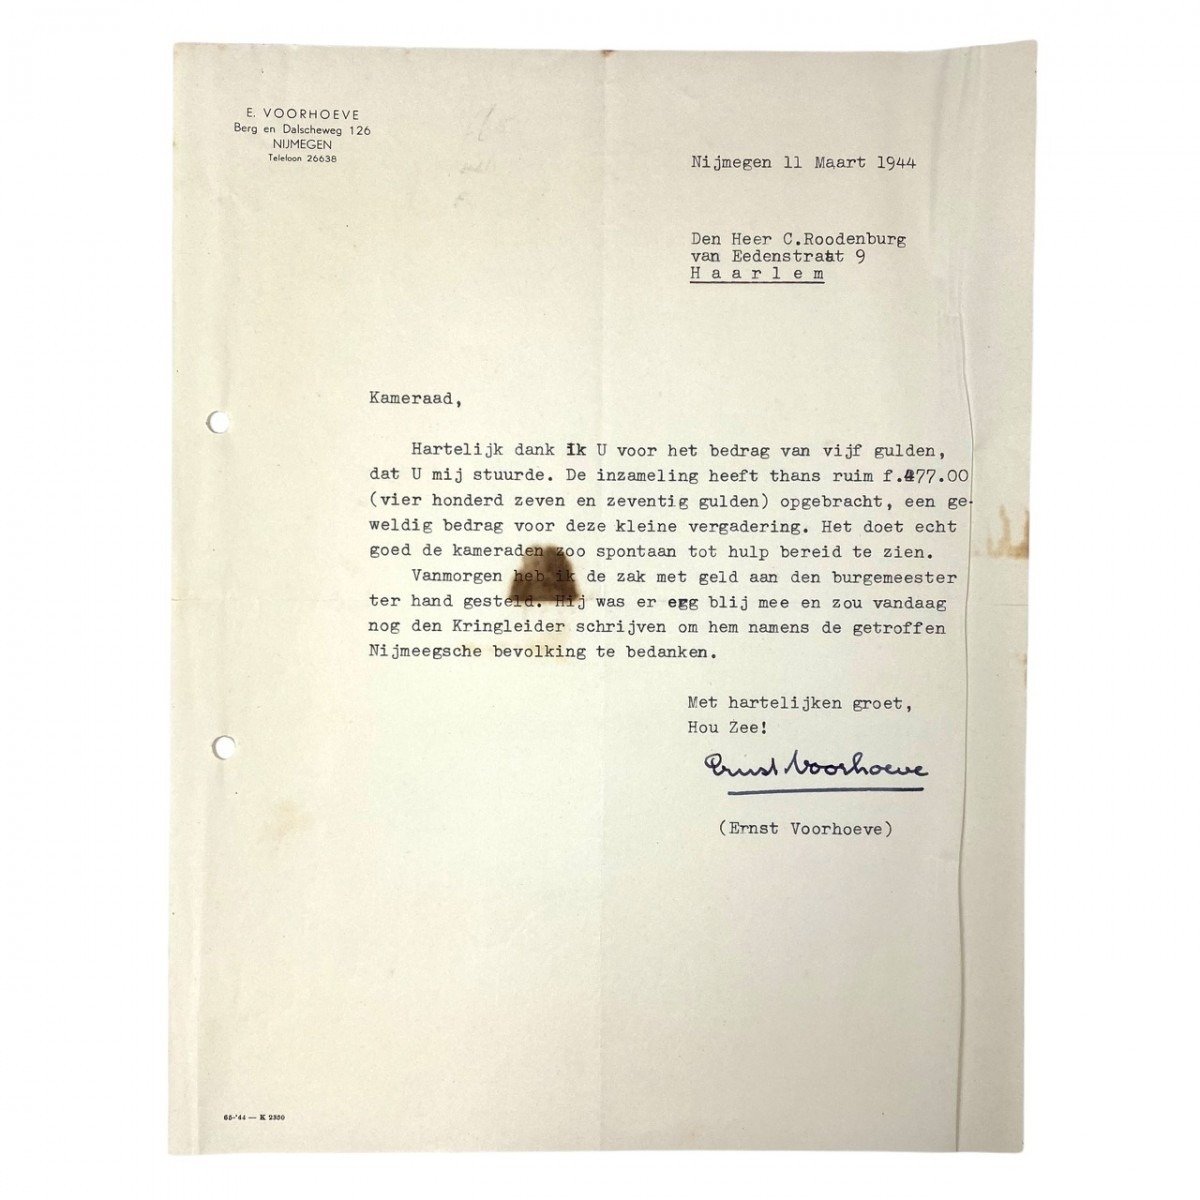 E. VOORHOEVE
Berg en Dalscheweg 126
NIJMEGEN
Telefoon 26638
Nijmegen 11 Maart 1944
Den Heer C.Roodenburg
van Eedenstraat 9
Haarlem
Kameraad,
Hartelijk dank ik U voor het bedrag van vijf gulden,
dat U mij stuurde. De inzameling heeft thans ruim f.477.00
(vier honderd zeven en zeventig gulden) opgebracht, een ge-
weldig bedrag voor deze kleine vergadering. Het doet echt
goed de kameraden zoo spontaan tot hulp bereid te zien.
Vanmorgen heb ik de zak met geld aan den burgemeester
ter hand gesteld. Hij was er erg blij mee en zou vandaag
nog den Kringleider schrijven om hem namens de getroffen
Nijmeegsche bevolking te bedanken.
Met hartelijken groet,
Hou Zee!
Ernst Voorhoeve
(Ernst Voorhoeve)
65-'44 — K 2350